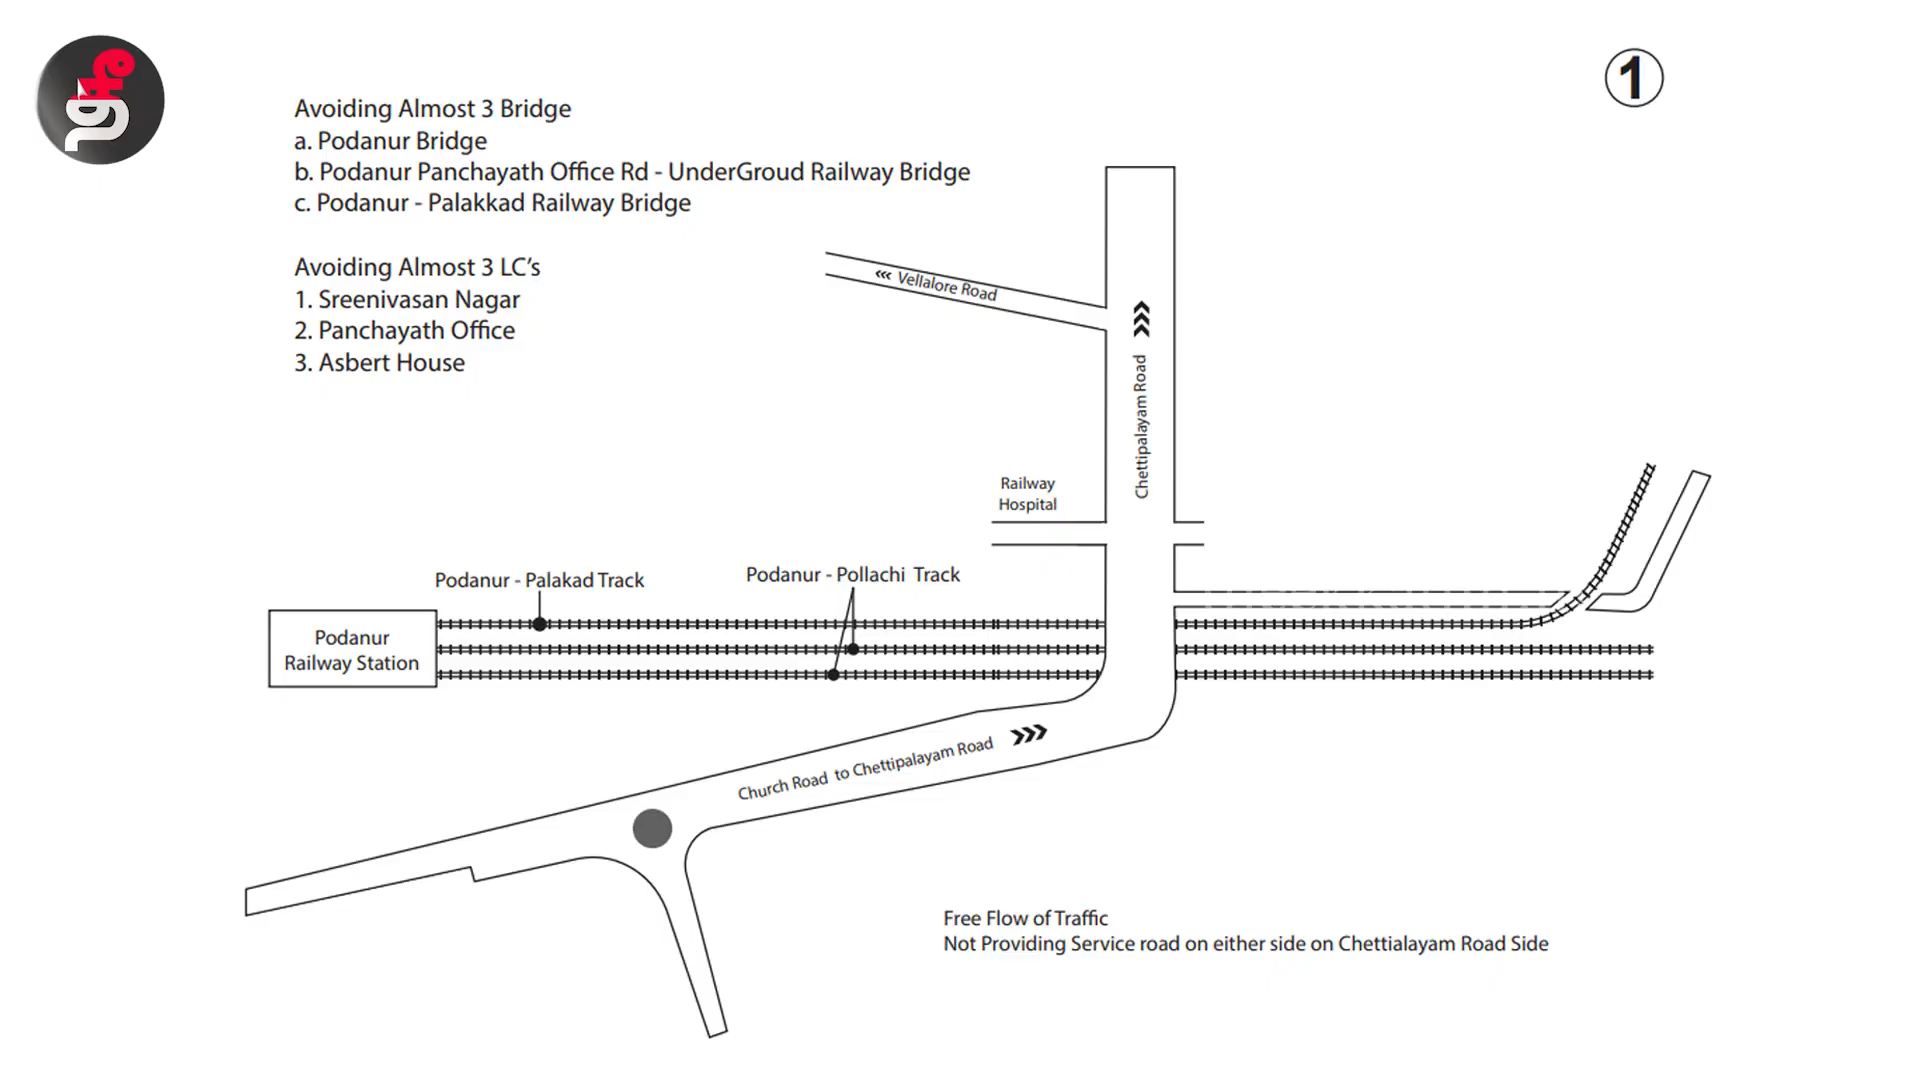 1
Avoiding Almost 3 Bridge
a. Podanur Bridge
b. Podanur Panchayath Office Rd - UnderGroud Railway Bridge
c. Podanur - Palakkad Railway Bridge
Avoiding Almost 3 LC's
1. Sreenivasan Nagar
2. Panchayath Office
3. Asbert House
Vellalore Road
Chettipalayam Road
Railway
Hospital
Podanur - Palakad Track
Podanur - Pollachi Track
Podanur
Railway Station
Church Road to Chettipalayam Road
Free Flow of Traffic
Not Providing Service road on either side on Chettialayam Road Side